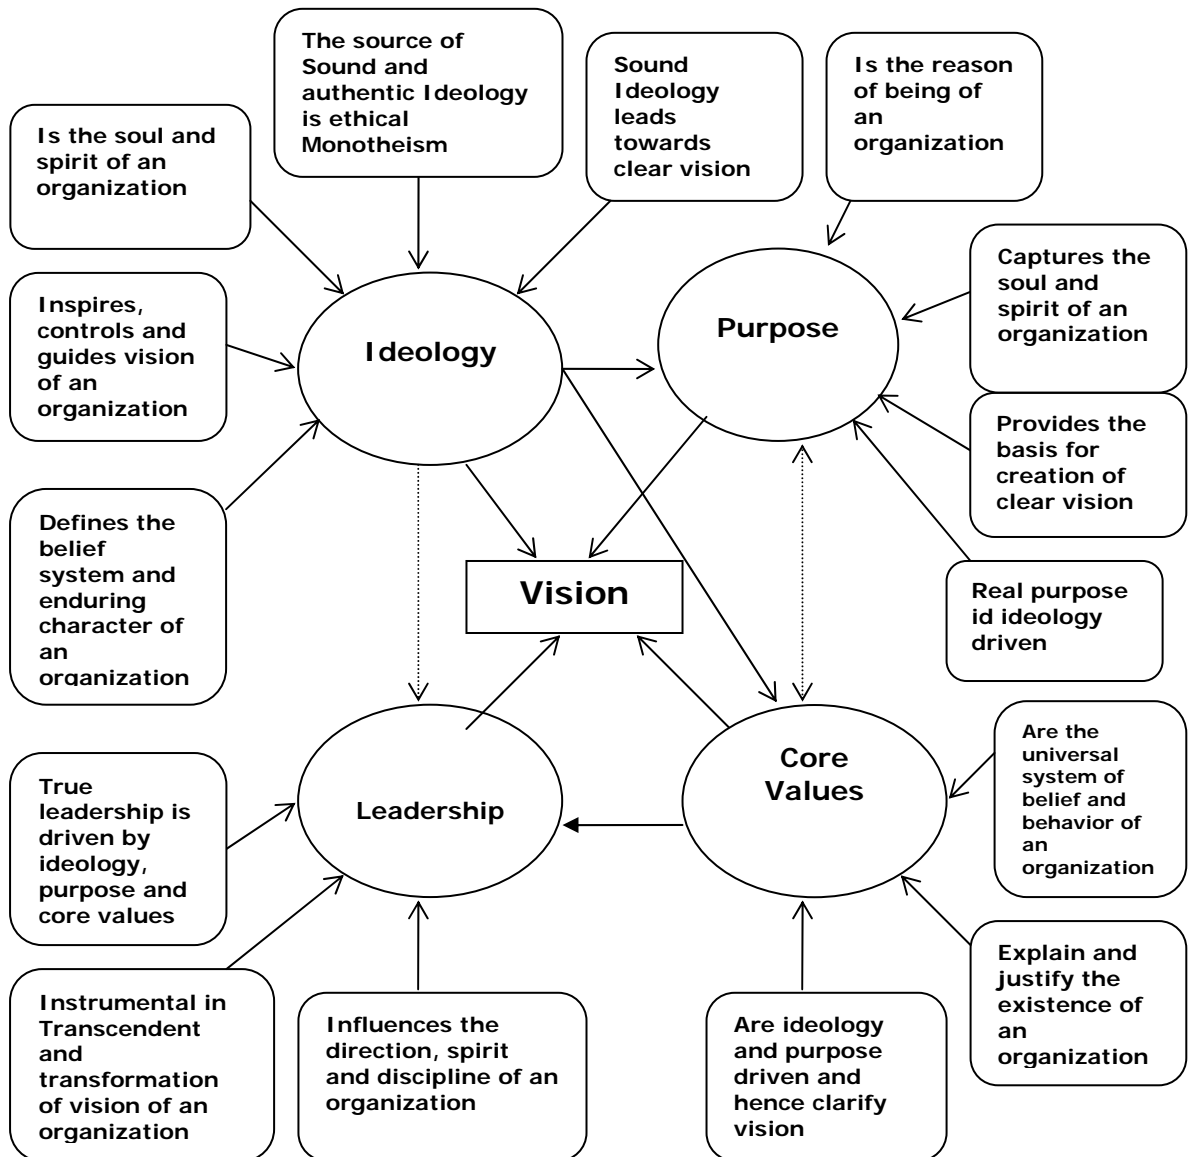 The source of
Sound and
authentic Ideology
is ethical
Monotheism
Sound
Ideology
leads
towards
clear vision
Is the reason
of being of
an
organization
Is the soul and
spirit of an
organization
Captures the
soul and
spirit of an
organization
Inspires,
controls and
guides vision
of an
organization
Ideology
Purpose
Provides the
basis for
creation of
clear vision
Defines the
belief
system and
enduring
character of
an
organization
Vision
Real purpose
id ideology
driven
True
leadership is
driven by
ideology,
purpose and
core values
Leadership
Core
Values
Are the
universal
system of
belief and
behavior of
an
organization
Explain and
justify the
existence of
an
organization
Instrumental in
Transcendent
and
transformation
of vision of an
organization
Influences the
direction, spirit
and discipline of an
organization
Are ideology
and purpose
driven and
hence clarify
vision